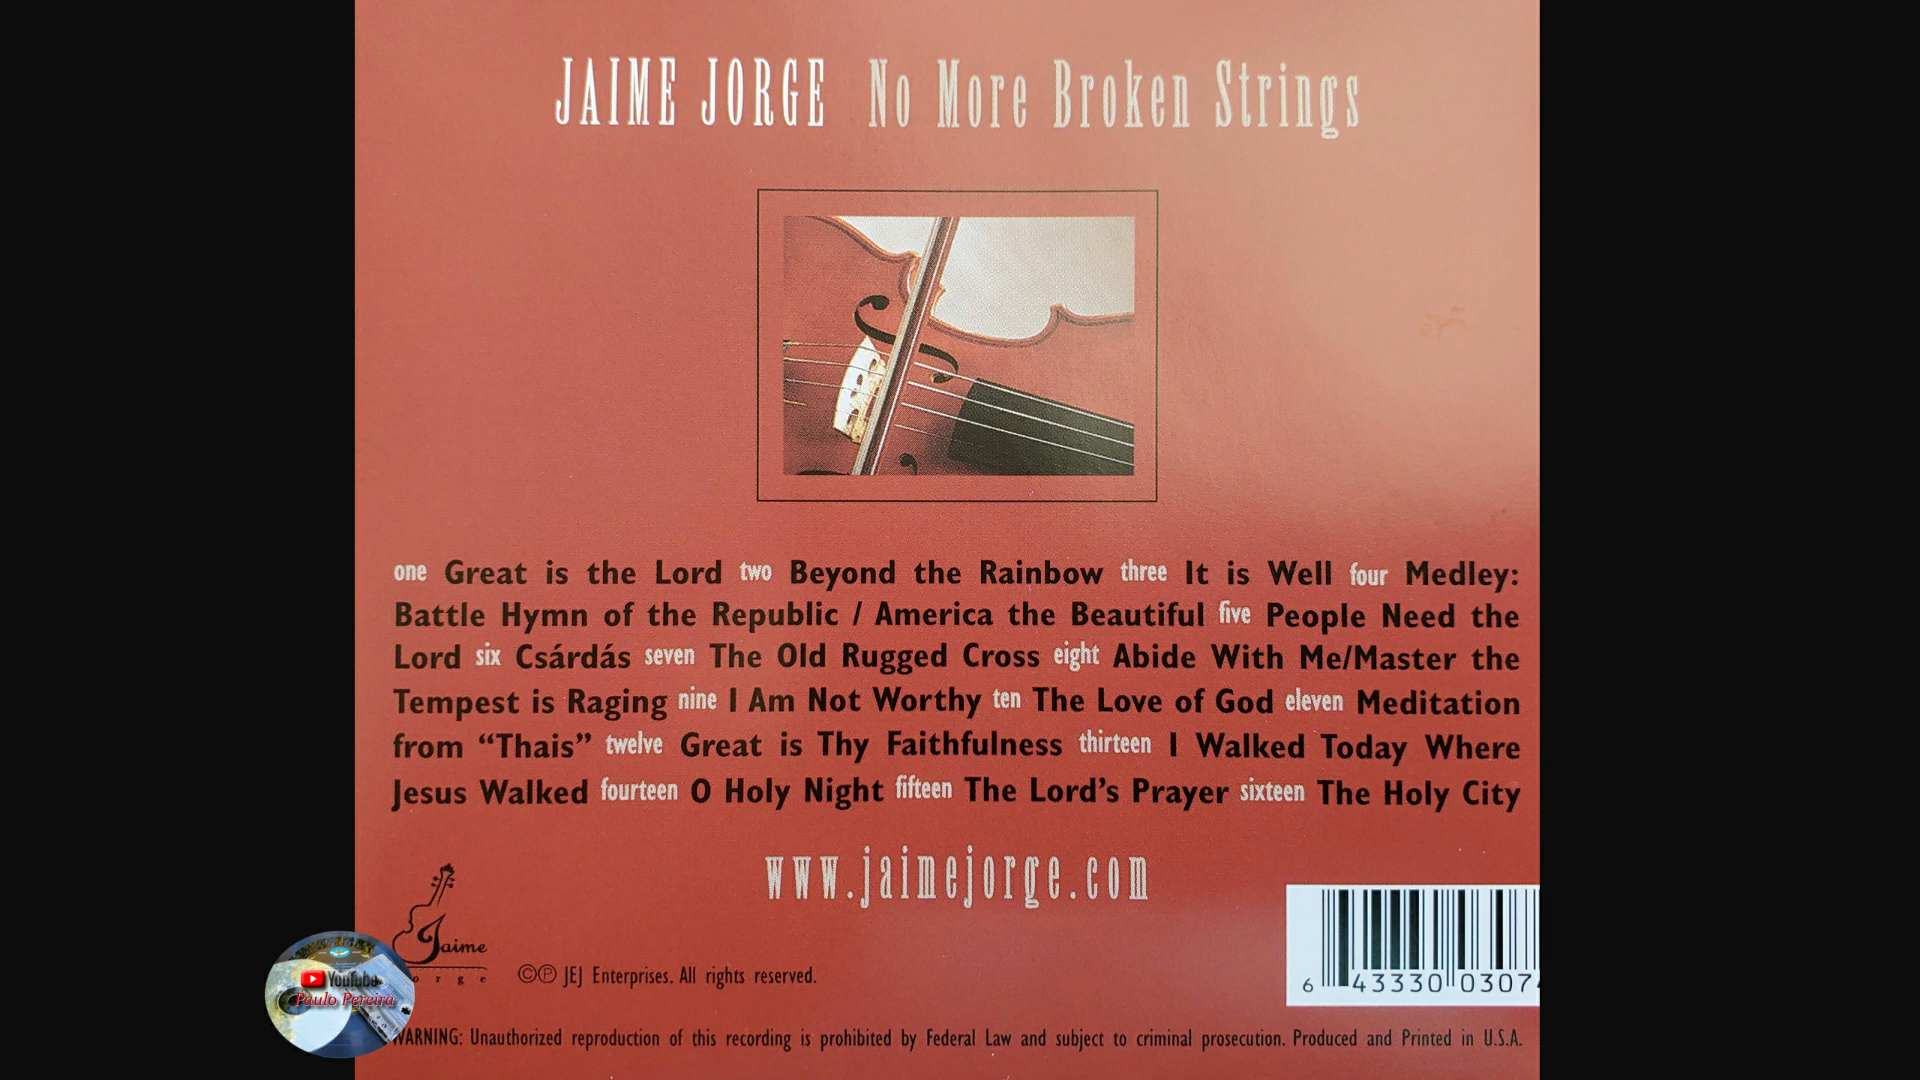 JAIME JORGE No More Broken Strings
one Great is the Lord two Beyond the Rainbow three It is Well four Medley:
Battle Hymn of the Republic / America the Beautiful five People Need the
Lord six Csárdás seven The Old Rugged Cross eight Abide With Me/Master the
Tempest is Raging nine I Am Not Worthy ten The Love of God eleven Meditation
from “Thais” twelve Great is Thy Faithfulness thirteen I Walked Today Where
Jesus Walked fourteen O Holy Night fifteen The Lord’s Prayer sixteen The Holy City
www.jaimejorge.com
Jaime
orge
©℗ JEJ Enterprises. All rights reserved.
6 43330 0307
YouTube
Paulo Pereira
WARNING: Unauthorized reproduction of this recording is prohibited by Federal Law and subject to criminal prosecution. Produced and Printed in U.S.A.